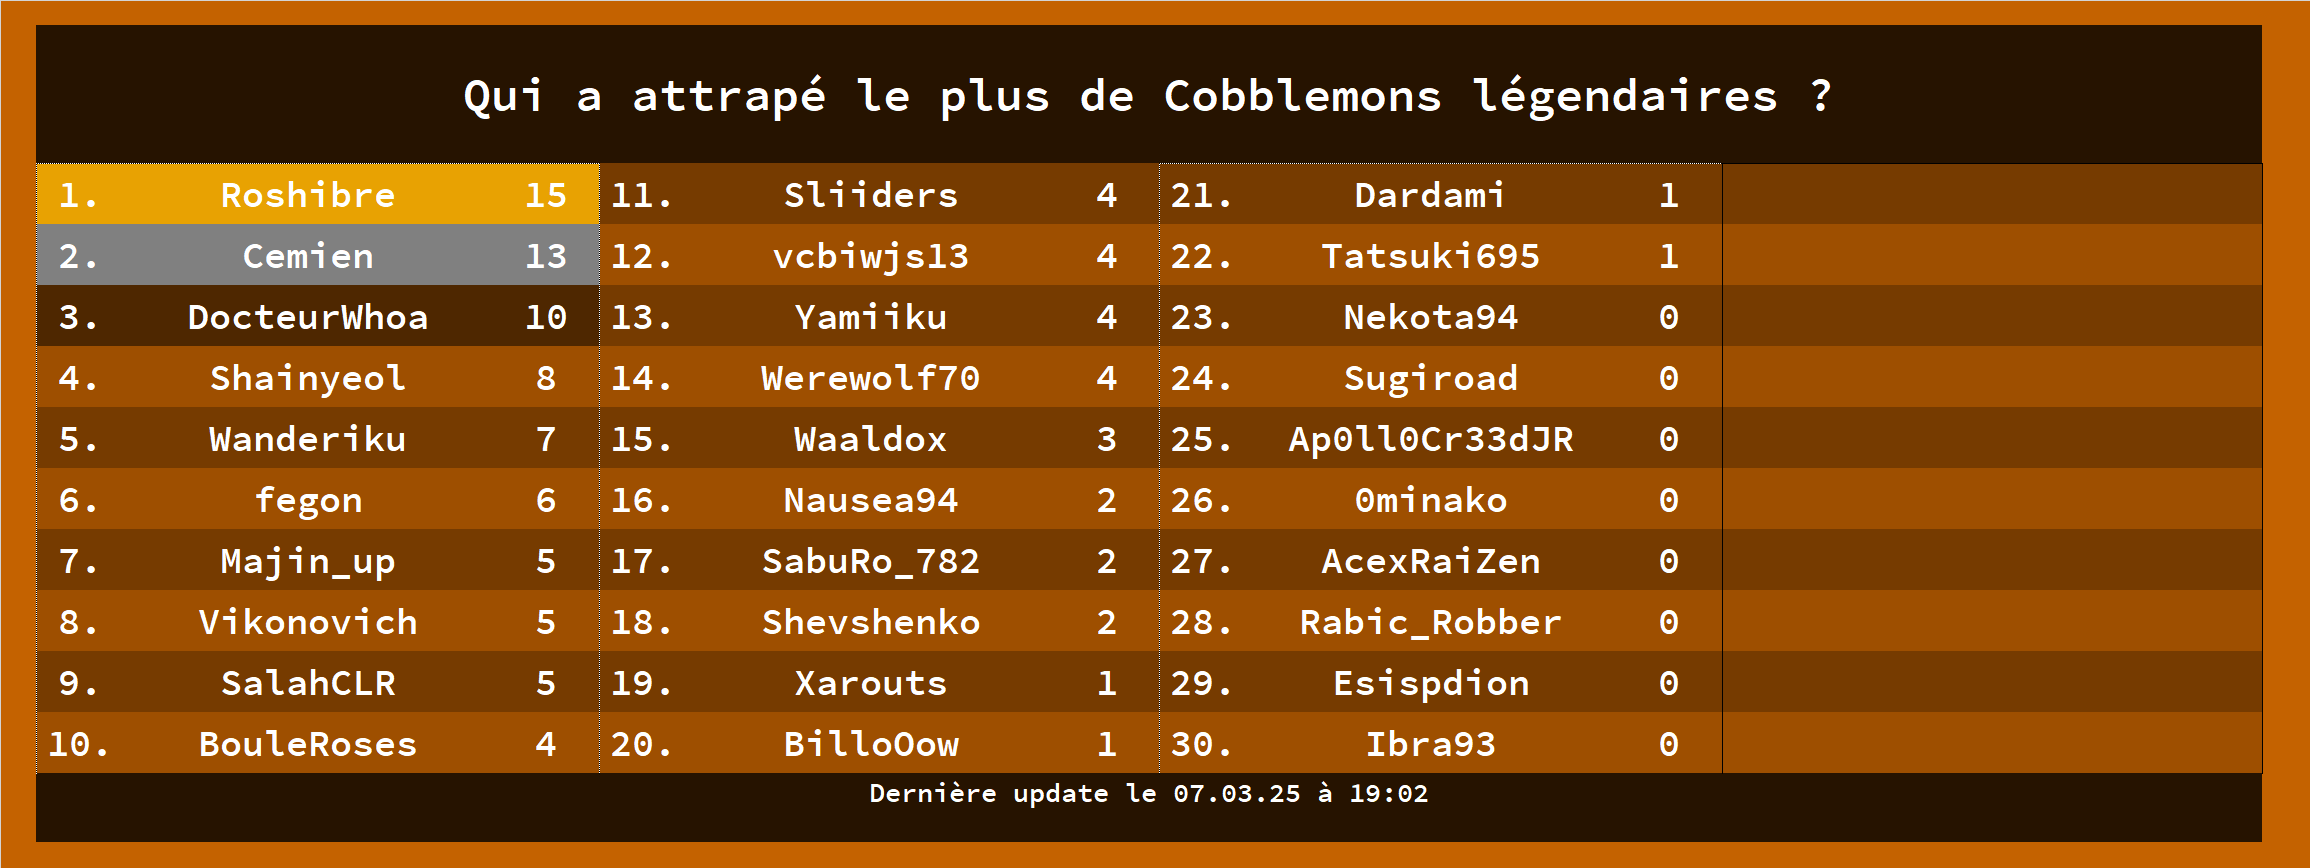 Qui a attrapé le plus de Cobblemons légendaires ?
1. Roshibre 15
2. Cemien 13
3. DocteurWhoa 10
4. Shainyeol 8
5. Wanderiku 7
6. fegon 6
7. Majin_up 5
8. Vikonovich 5
9. SalahCLR 5
10. BouleRoses 4
11. Sliiders 4
12. vcbiwjs13 4
13. Yamiiku 4
14. Werewolf70 4
15. Waaldox 3
16. Nausea94 2
17. SabuRo_782 2
18. Shevshenko 2
19. Xarouts 1
20. BilloOow 1
21. Dardami 1
22. Tatsuki695 1
23. Nekota94 0
24. Sugiroad 0
25. Ap0ll0Cr33dJR 0
26. 0minako 0
27. AcexRaiZen 0
28. Rabic_Robber 0
29. Esispdion 0
30. Ibra93 0
Dernière update le 07.03.25 à 19:02